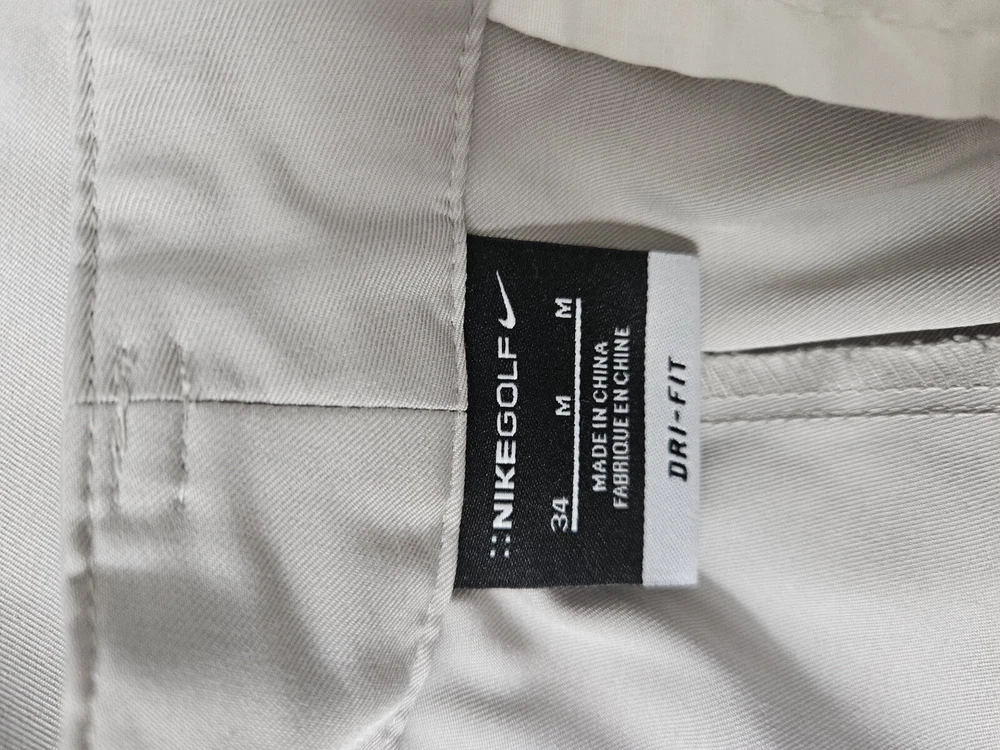 ::NIKEGOLF
34 M M
MADE IN CHINA
FABRIQUE EN CHINE
DRI-FIT